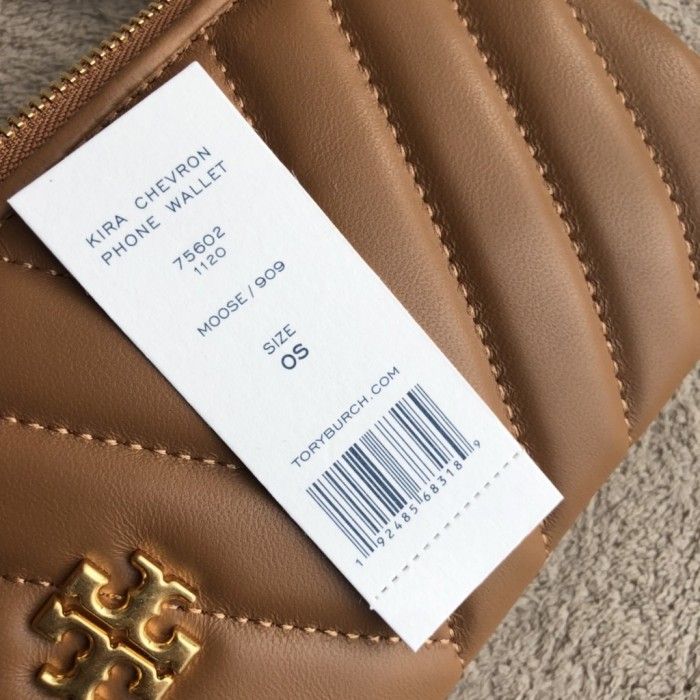 KIRA CHEVRON
PHONE WALLET
75602
1120
MOOSE / 909
SIZE
OS
TORYBURCH.COM
1 92485 68318 9